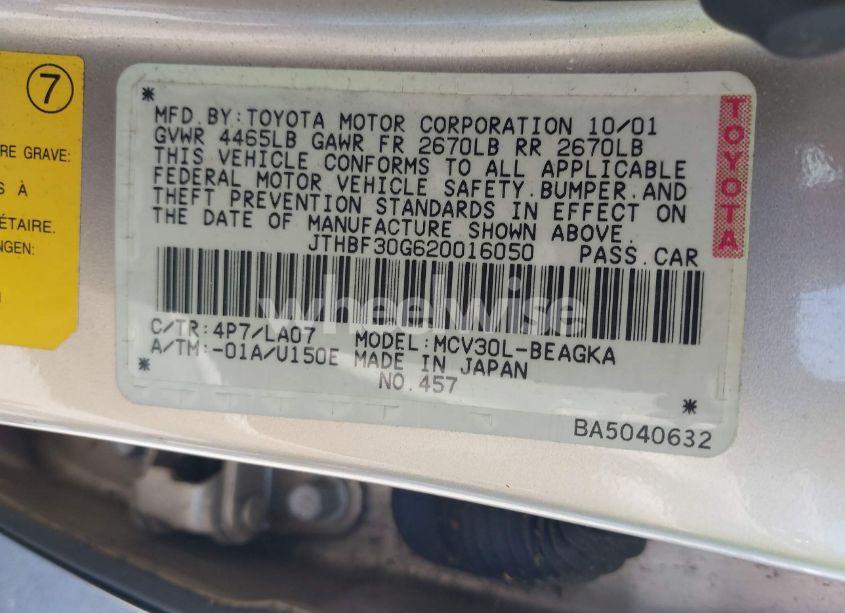 7
RE GRAVE:
S À
ÉTAIRE.
NGEN:
MFD.BY:TOYOTA MOTOR CORPORATION 10/01
GVWR 4465LB GAWR FR 2670LB RR 2670LB
THIS VEHICLE CONFORMS TO ALL APPLICABLE
FEDERAL MOTOR VEHICLE SAFETY.BUMPER.AND
THEFT PREVENTION STANDARDS IN EFFECT ON
THE DATE OF MANUFACTURE SHOWN ABOVE.
JTHBF30G620016050 PASS.CAR
TOYOTA
wheelwise
C/TR:4P7/LA07 MODEL:MCV30L-BEAGKA
A/TM:-01A/U150E MADE IN JAPAN
NO.457
BA5040632